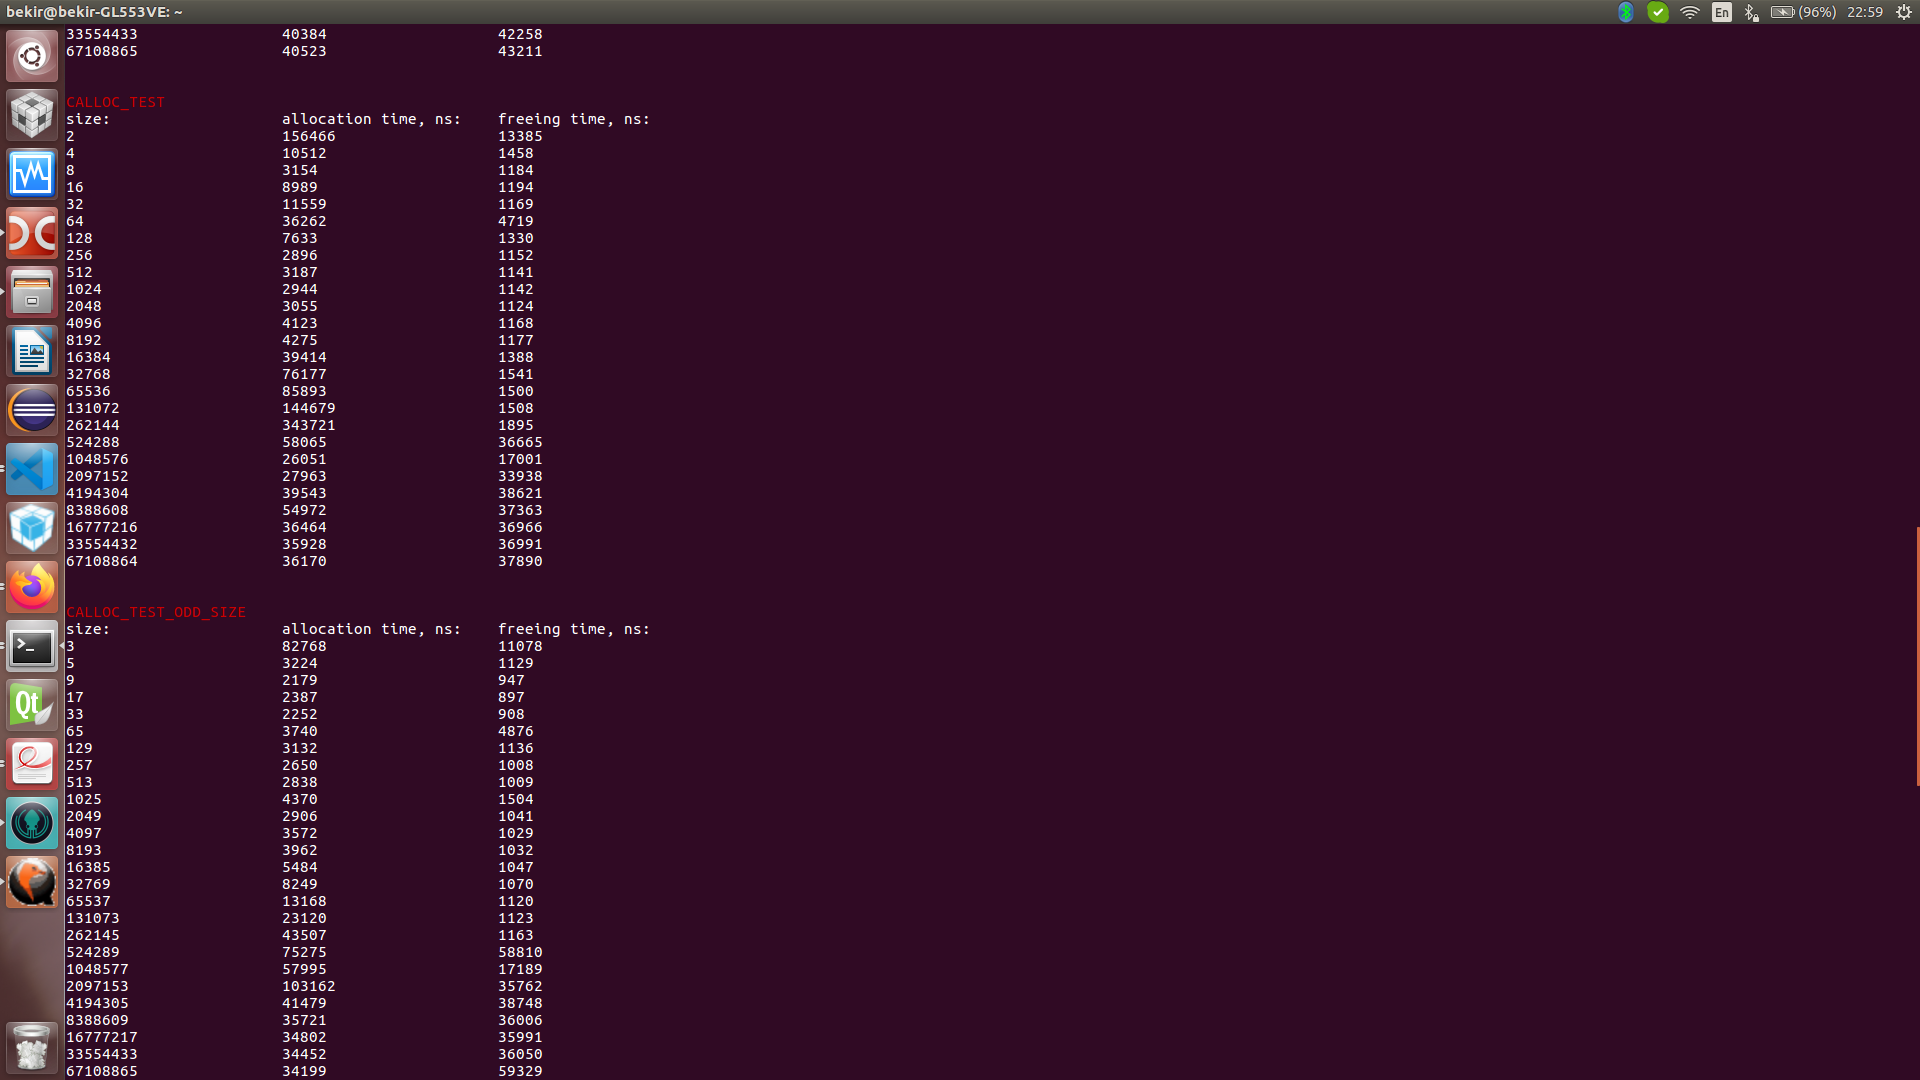 bekir@bekir-GL553VE: ~ En (96%) 22:59
33554433 40384 42258
67108865 40523 43211
CALLOC_TEST
size: allocation time, ns: freeing time, ns:
2 156466 13385
4 10512 1458
8 3154 1184
16 8989 1194
32 11559 1169
64 36262 4719
128 7633 1330
256 2896 1152
512 3187 1141
1024 2944 1142
2048 3055 1124
4096 4123 1168
8192 4275 1177
16384 39414 1388
32768 76177 1541
65536 85893 1500
131072 144679 1508
262144 343721 1895
524288 58065 36665
1048576 26051 17001
2097152 27963 33938
4194304 39543 38621
8388608 54972 37363
16777216 36464 36966
33554432 35928 36991
67108864 36170 37890
CALLOC_TEST_ODD_SIZE
size: allocation time, ns: freeing time, ns:
3 82768 11078
5 3224 1129
9 2179 947
17 2387 897
33 2252 908
65 3740 4876
129 3132 1136
257 2650 1008
513 2838 1009
1025 4370 1504
2049 2906 1041
4097 3572 1029
8193 3962 1032
16385 5484 1047
32769 8249 1070
65537 13168 1120
131073 23120 1123
262145 43507 1163
524289 75275 58810
1048577 57995 17189
2097153 103162 35762
4194305 41479 38748
8388609 35721 36006
16777217 34802 35991
33554433 34452 36050
67108865 34199 59329
Qt